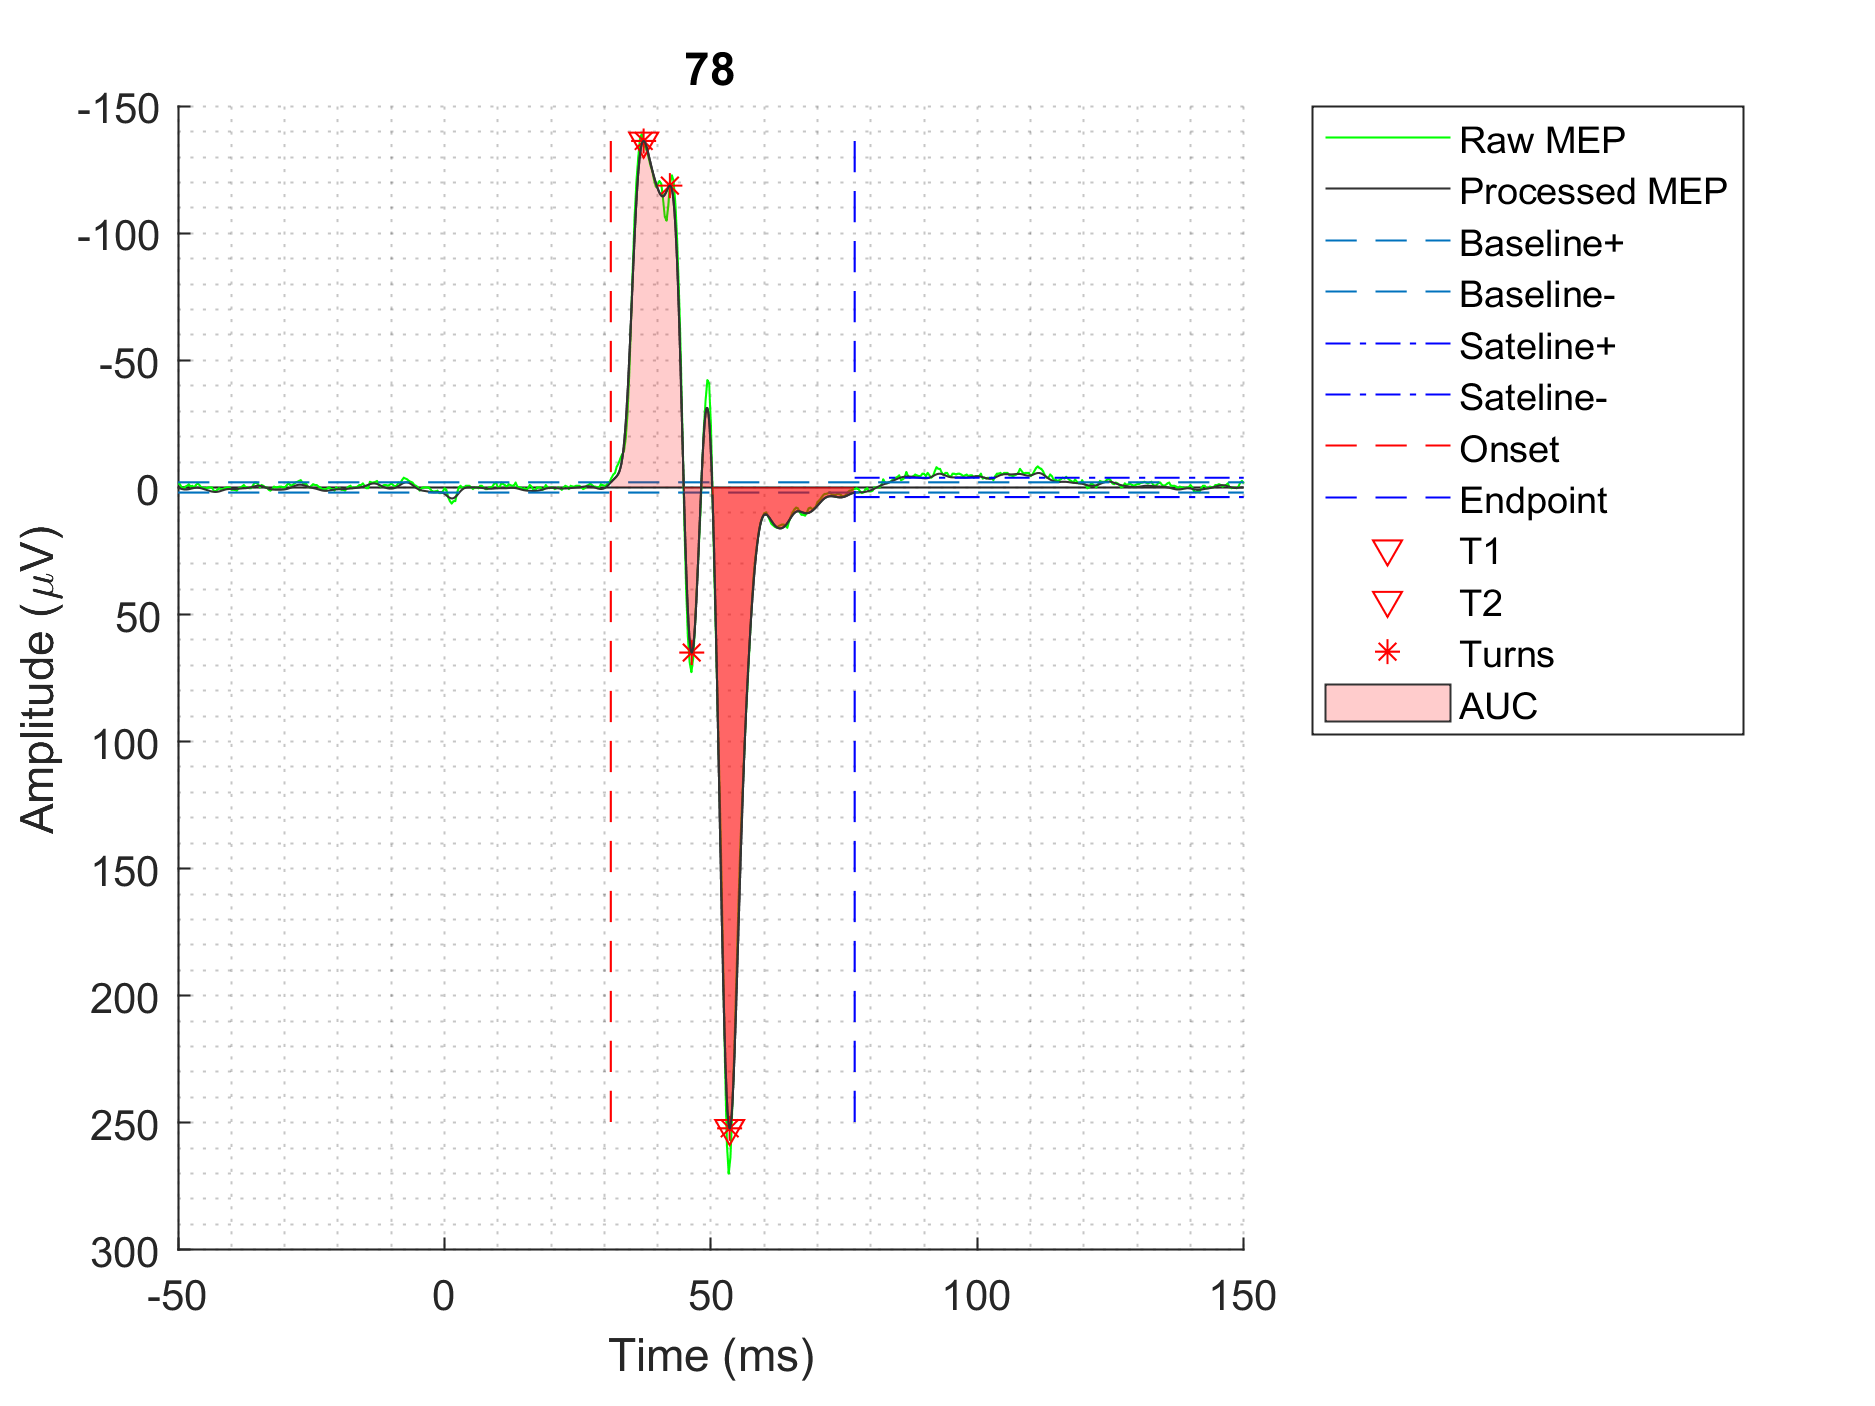 78
-150
-100
-50
0
50
100
150
200
250
300
Amplitude (μV)
-50 0 50 100 150
Time (ms)
Raw MEP
Processed MEP
Baseline+
Baseline-
Sateline+
Sateline-
Onset
Endpoint
T1
T2
Turns
AUC